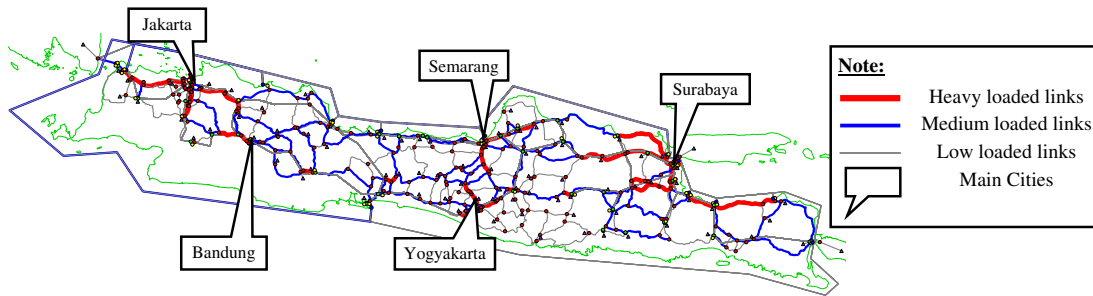 Jakarta
Semarang
Surabaya
Bandung
Yogyakarta
Note:
Heavy loaded links
Medium loaded links
Low loaded links
Main Cities